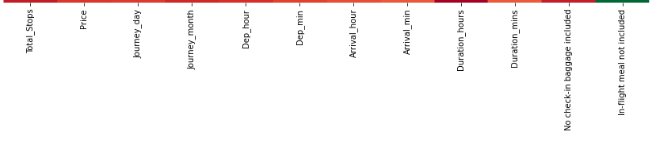 Total_Stops
Price
Journey_day
Journey_month
Dep_hour
Dep_min
Arrival_hour
Arrival_min
Duration_hours
Duration_mins
No check-in baggage included
In-flight meal not included